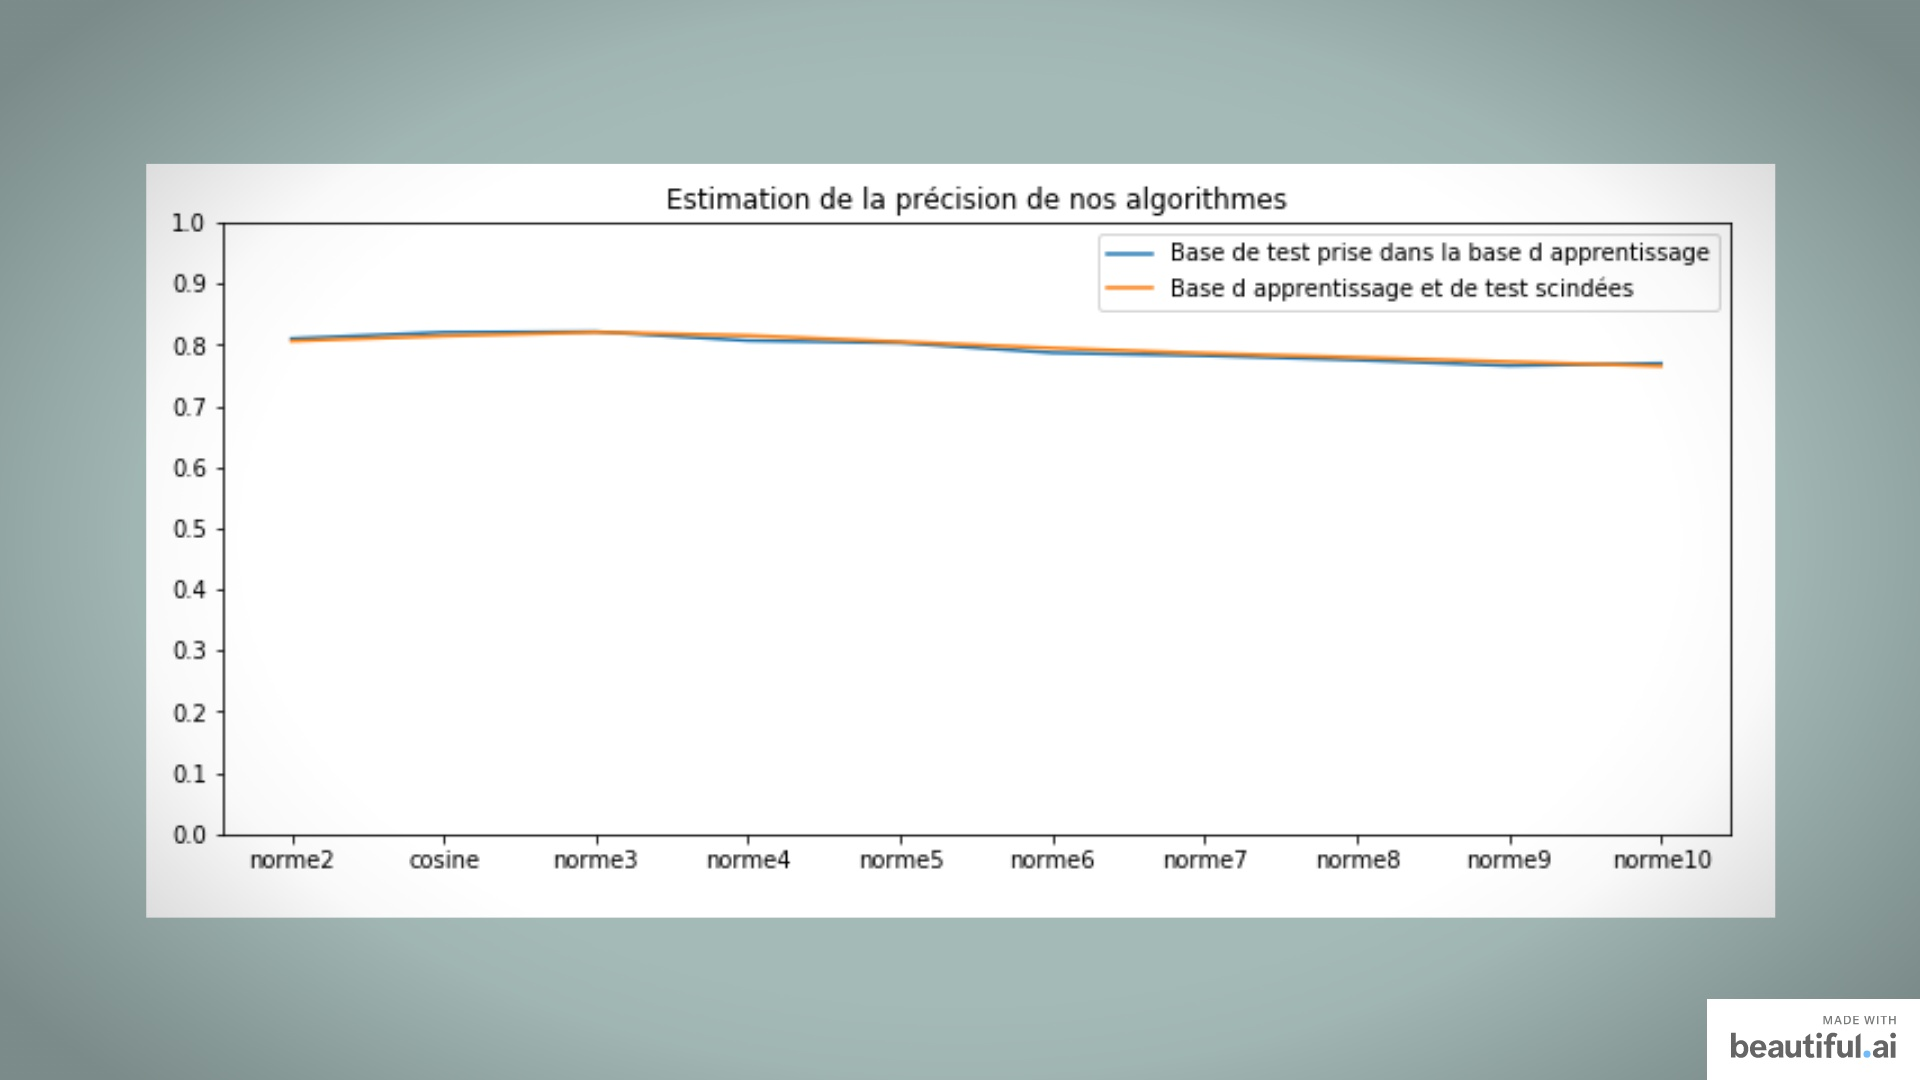 Estimation de la précision de nos algorithmes
Base de test prise dans la base d apprentissage
Base d apprentissage et de test scindées
1.0
0.9
0.8
0.7
0.6
0.5
0.4
0.3
0.2
0.1
0.0
norme2 cosine norme3 norme4 norme5 norme6 norme7 norme8 norme9 norme10
MADE WITH
beautiful.ai